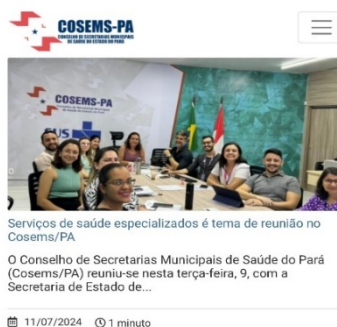 COSEMS-PA
CONSELHO DE SECRETARIAS MUNICIPAIS
DE SAÚDE DO ESTADO DO PARÁ
COSEMS-PA
SUS
Serviços de saúde especializados é tema de reunião no
Cosems/PA
O Conselho de Secretarias Municipais de Saúde do Pará
(Cosems/PA) reuniu-se nesta terça-feira, 9, com a
Secretaria de Estado de...
11/07/2024 1 minuto